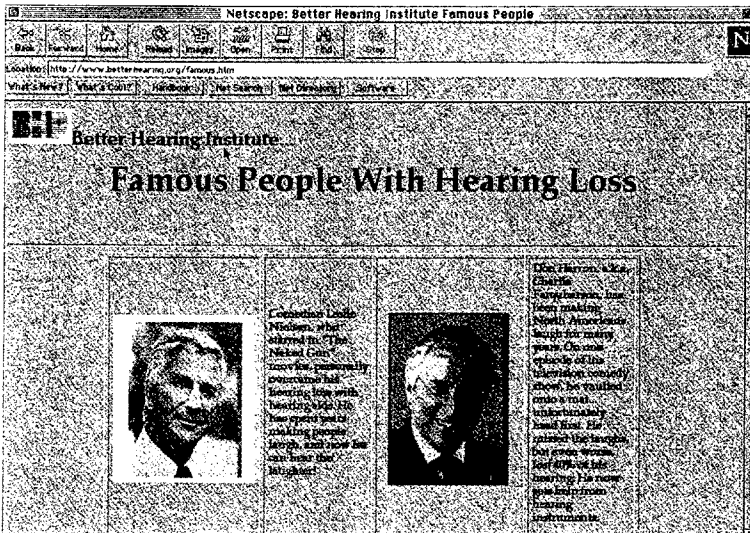 Netscape: Better Hearing Institute Famous People
Back Forward Home Reload Images Open Print Find Stop
N
Location: http://www.betterhearing.org/famous.htm
What's New? What's Cool? Handbook Net Search Net Directory Software
BHI
Better Hearing Institute...
Famous People With Hearing Loss
Comedian Leslie
Nielsen, who
starred in "The
Naked Gun"
movies, personally
overcame his
hearing loss with
hearing aids. He
has spent years
making people
laugh, and now he
can hear the
laughter!
Don Harron, a.k.a.
Charlie
Farquharson, has
been making
North Americans
laugh for many
years. On one
episode of his
television comedy
show, he vaulted
onto a mat,
unfortunately
head first. He
missed the laughs,
but even worse,
lost 40% of his
hearing. He now
gets help from
hearing
instruments.